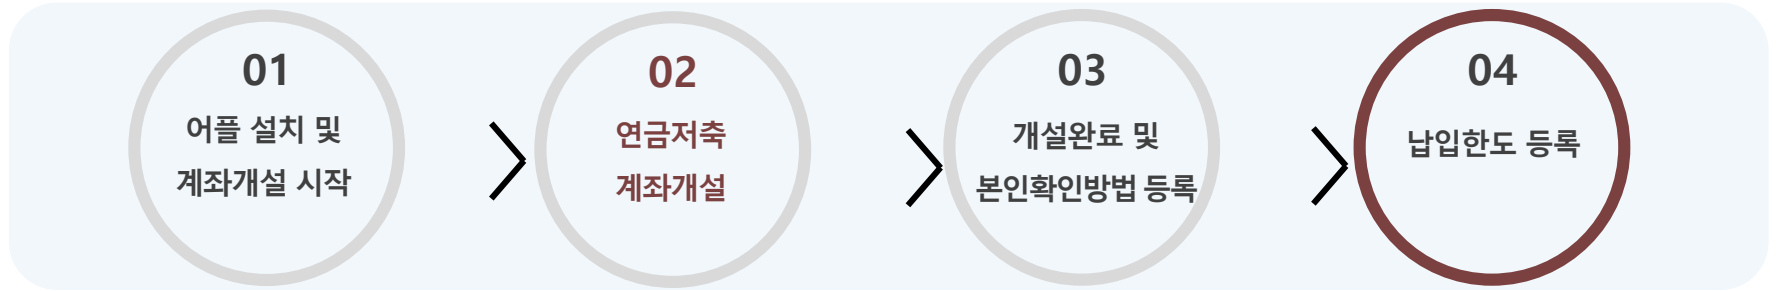 01
어플 설치 및
계좌개설 시작
02
연금저축
계좌개설
03
개설완료 및
본인확인방법 등록
04
납입한도 등록